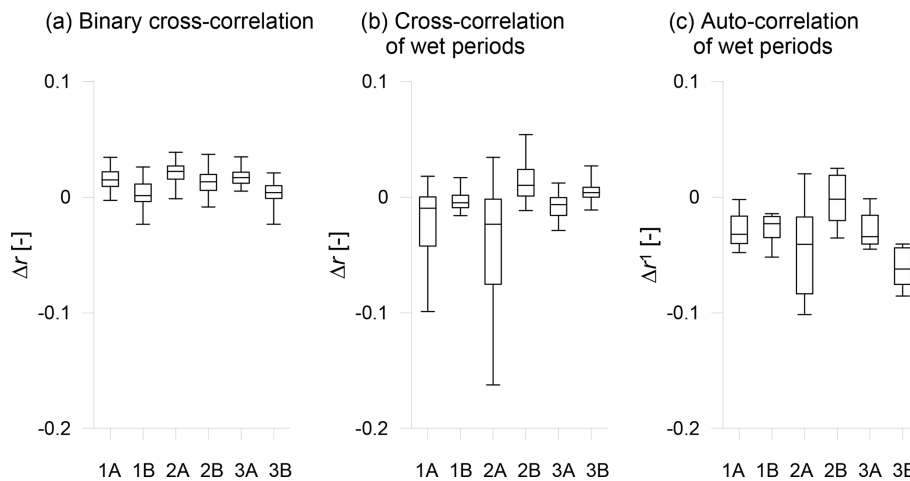 (a) Binary cross-correlation
(b) Cross-correlation
of wet periods
(c) Auto-correlation
of wet periods
0.1
0
-0.1
-0.2
Δr [-]
1A 1B 2A 2B 3A 3B
0.1
0
-0.1
-0.2
Δr [-]
1A 1B 2A 2B 3A 3B
0.1
0
-0.1
-0.2
Δr¹ [-]
1A 1B 2A 2B 3A 3B